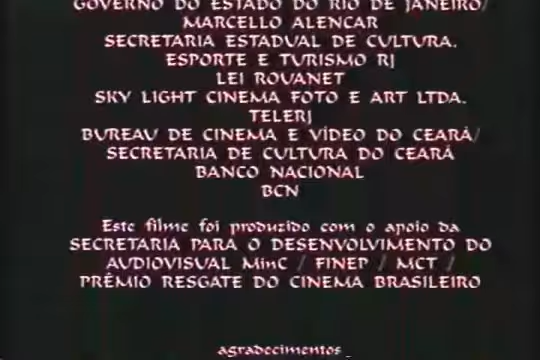 GOVERNO DO ESTADO DO RIO DE JANEIRO/
MARCELLO ALENCAR
SECRETARIA ESTADUAL DE CULTURA.
ESPORTE E TURISMO RJ
LEI ROUANET
SKY LIGHT CINEMA FOTO E ART LTDA.
TELERJ
BUREAU DE CINEMA E VÍDEO DO CEARÁ/
SECRETARIA DE CULTURA DO CEARÁ
BANCO NACIONAL
BCN
Este filme foi produzido com o apoio da
SECRETARIA PARA O DESENVOLVIMENTO DO
AUDIOVISUAL MinC / FINEP / MCT /
PRÊMIO RESGATE DO CINEMA BRASILEIRO
agradecimentos